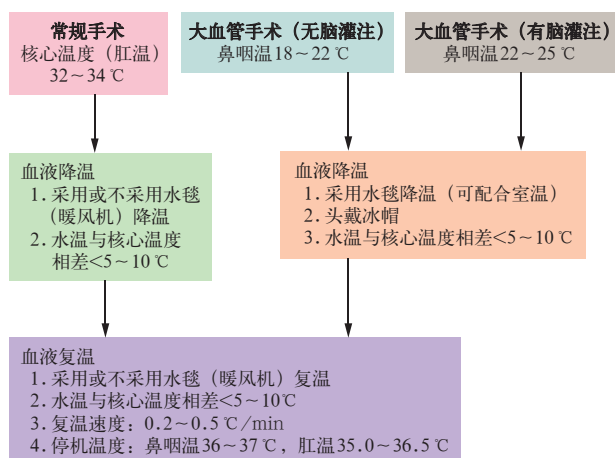 常规手术
核心温度（肛温）
32～34 ℃
大血管手术（无脑灌注）
鼻咽温18～22 ℃
大血管手术（有脑灌注）
鼻咽温22～25 ℃
血液降温
1. 采用或不采用水毯
（暖风机）降温
2. 水温与核心温度
相差<5～10 ℃
血液降温
1. 采用水毯降温（可配合室温）
2. 头戴冰帽
3. 水温与核心温度相差<5～10 ℃
血液复温
1. 采用或不采用水毯（暖风机）复温
2. 水温与核心温度相差<5～10℃
3. 复温速度：0.2～0.5℃/min
4. 停机温度：鼻咽温36～37℃，肛温35.0～36.5℃